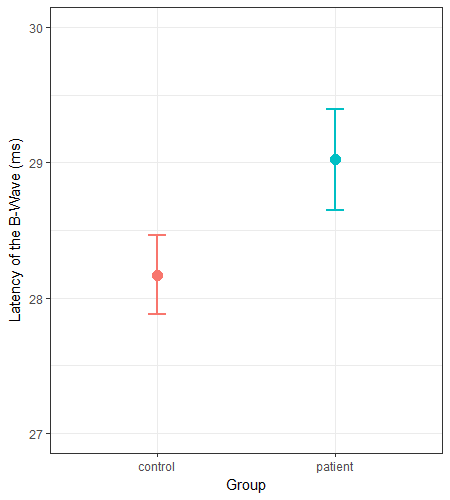 30
29
28
27
Latency of the B-Wave (ms)
control patient
Group